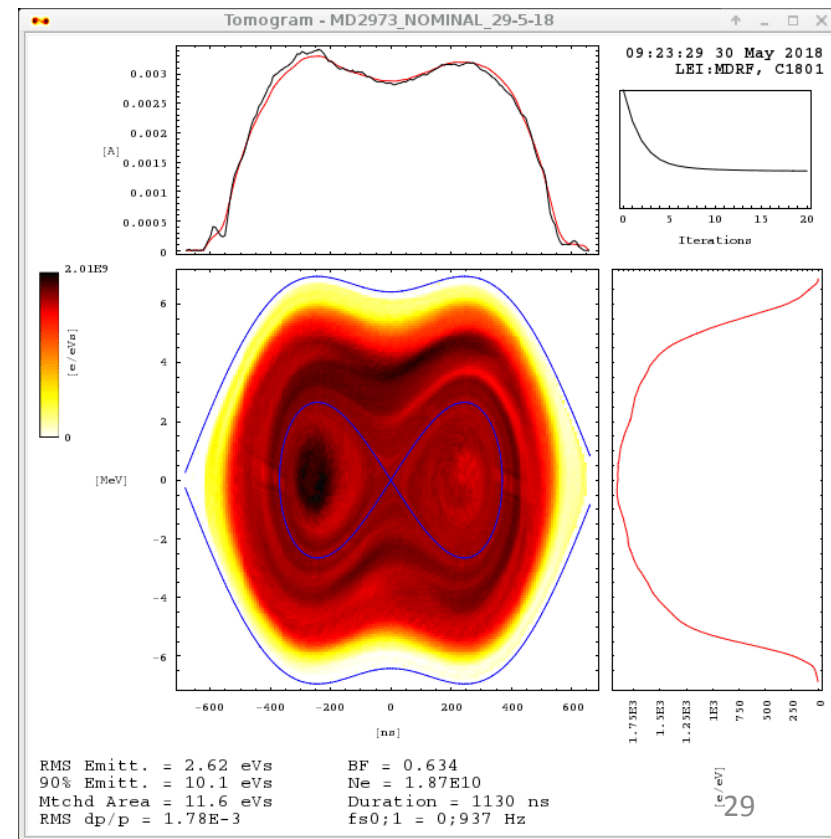 Tomogram - MD2973_NOMINAL_29-5-18
09:23:29 30 May 2018
LEI:MDRF, C1801
0.003
0.0025
0.002
[A]
0.0015
0.001
0.0005
0
0 5 10 15 20
Iterations
2.01E9
[e/eVs]
0
6
4
2
[MeV]
0
-2
-4
-6
-600 -400 -200 0 200 400 600
[ns]
1.75E3 1.5E3 1.25E3 1E3 750 500 250 0
[e/eV]
RMS Emitt. = 2.62 eVs BF = 0.634
90% Emitt. = 10.1 eVs Ne = 1.87E10
Mtchd Area = 11.6 eVs Duration = 1130 ns
RMS dp/p = 1.78E-3 fs0;1 = 0;937 Hz
29